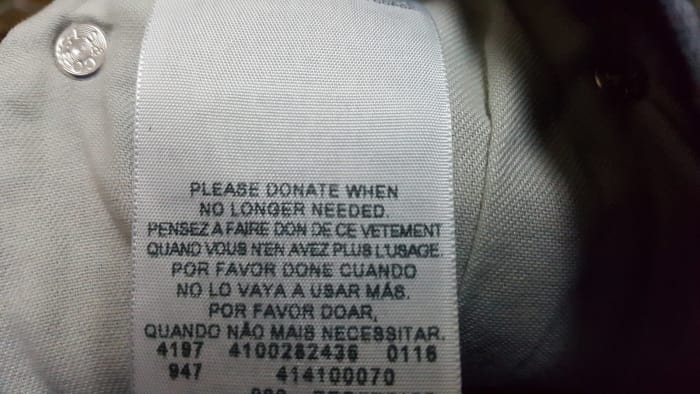 PLEASE DONATE WHEN
NO LONGER NEEDED.
PENSEZ A FAIRE DON DE CE VETEMENT
QUAND VOUS N'EN AVEZ PLUS L'USAGE.
POR FAVOR DONE CUANDO
NO LO VAYA A USAR MÁS.
POR FAVOR DOAR,
QUANDO NÃO MAIS NECESSITAR.
4197 4100282436 0116
947 414100070